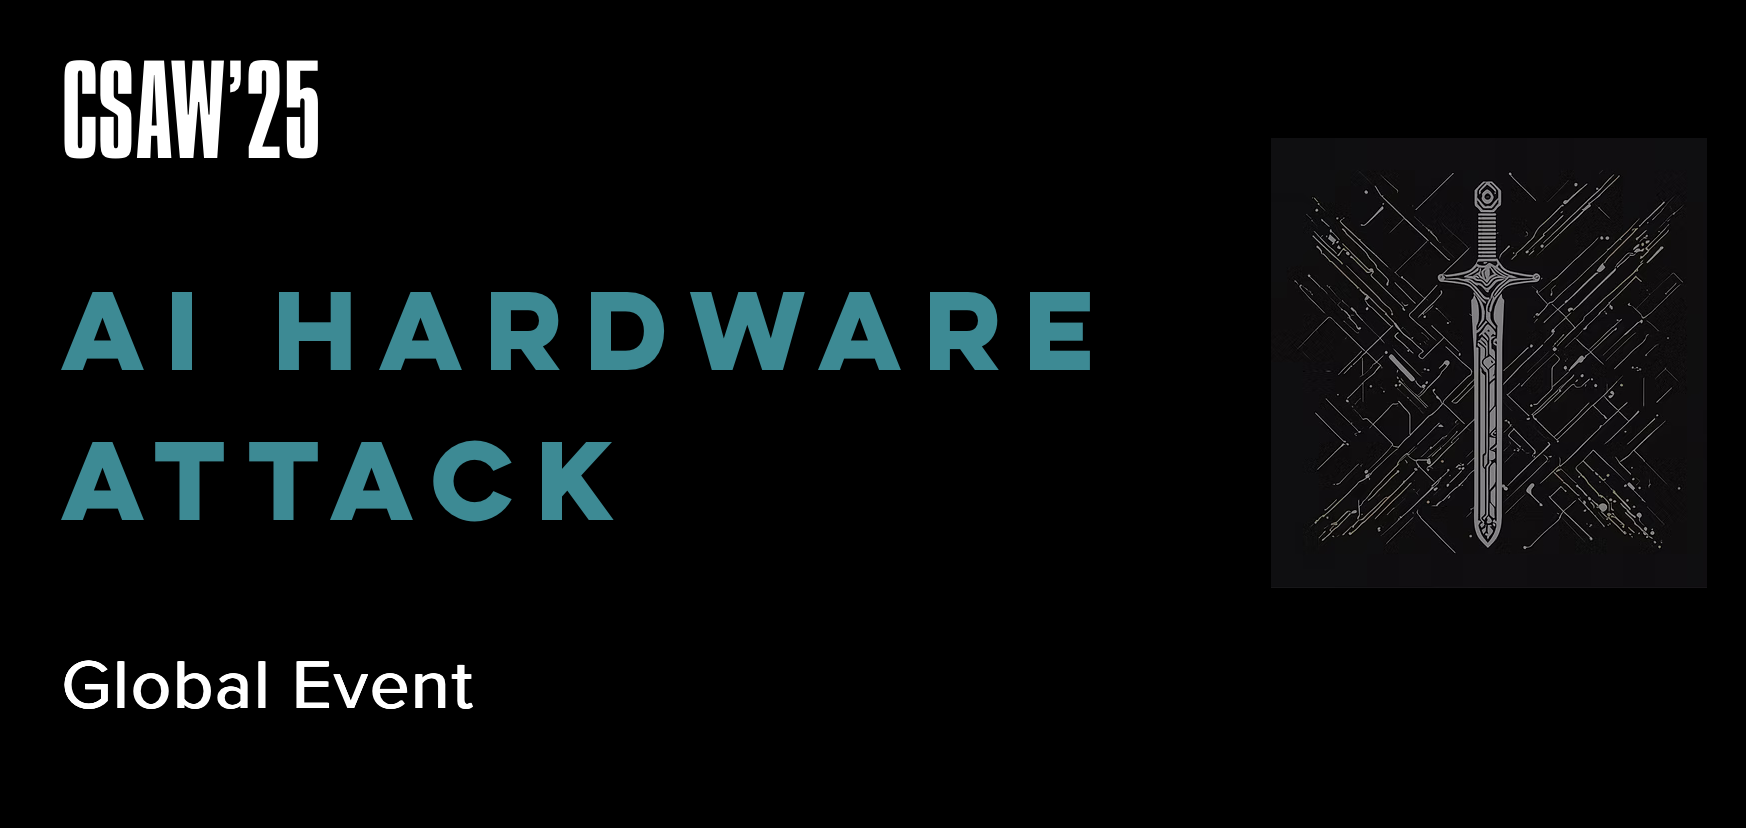 CSAW’25
AI HARDWARE
ATTACK
Global Event